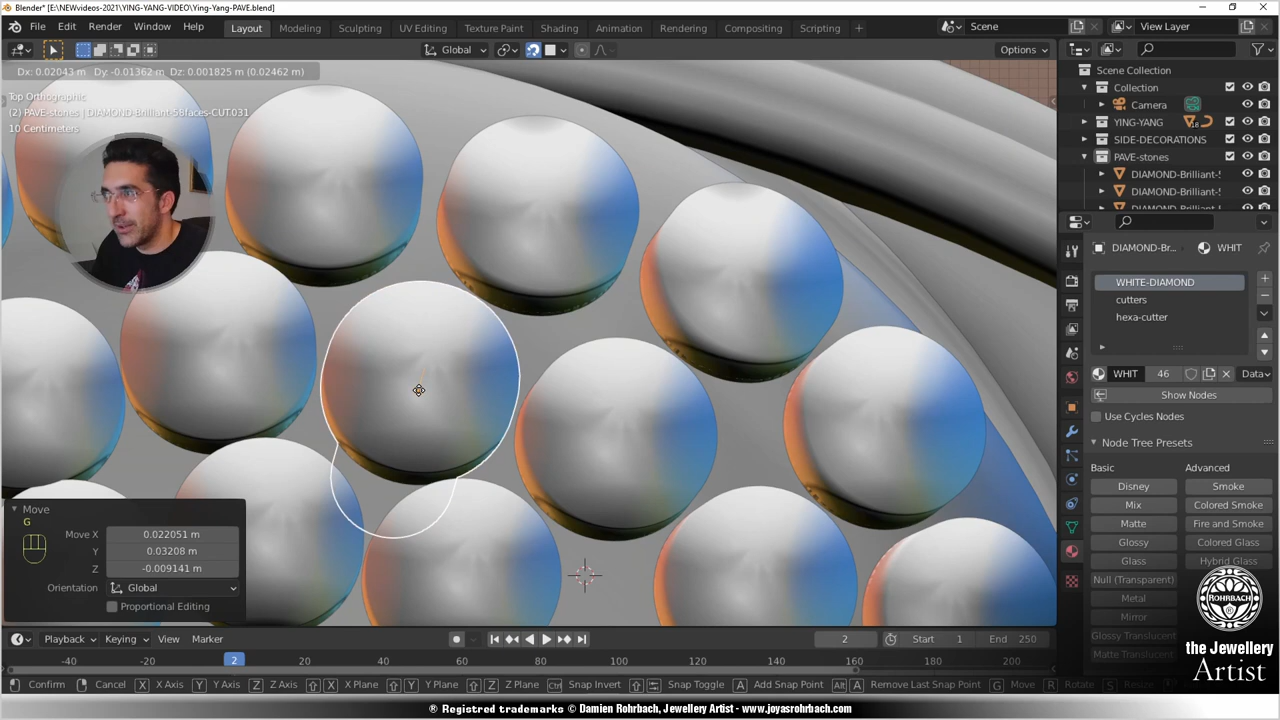 Blender* [E:\NEWvideos-2021\YING-YANG-VIDEO\Ying-Yang-PAVE.blend]
File Edit Render Window Help Layout Modeling Sculpting UV Editing Texture Paint Shading Animation Rendering Compositing Scripting + Scene View Layer
Global Options
Dx: 0.02043 m Dy: -0.01362 m Dz: 0.001825 m (0.02462 m)
Top Orthographic
(2) PAVE-stones | DIAMOND-Brilliant-58faces-CUT.031
10 Centimeters
Scene Collection
Collection
Camera
YING-YANG
18
SIDE-DECORATIONS
PAVE-stones
DIAMOND-Brilliant-
DIAMOND-Brilliant-
DIAMOND-Br... WHIT
WHITE-DIAMOND
cutters
hexa-cutter
WHIT 46 Data
Show Nodes
Use Cycles Nodes
Node Tree Presets
Basic Advanced
Disney Smoke
Mix Colored Smoke
Matte Fire and Smoke
Glossy Colored Glass
Glass Hybrid Glass
Null (Transparent)
Metal
Mirror
Glossy Translucent
Matte Translucent
Move
G
Move X 0.022051 m
Y 0.03208 m
Z -0.009141 m
Orientation Global
Proportional Editing
ROHRBACH
the Jewellery
Artist
Playback Keying View Marker 2 Start 1 End 250
-40 -20 2 20 40 60 80 100 120 140 160 180 200
Confirm Cancel X X Axis Y Y Axis Z Z Axis X X Plane Y Y Plane Z Z Plane Ctrl Snap Invert Snap Toggle A Add Snap Point Alt A Remove Last Snap Point G Move R Rotate S Resize
® Registered trademarks © Damien Rohrbach, Jewellery Artist - www.joyasrohrbach.com